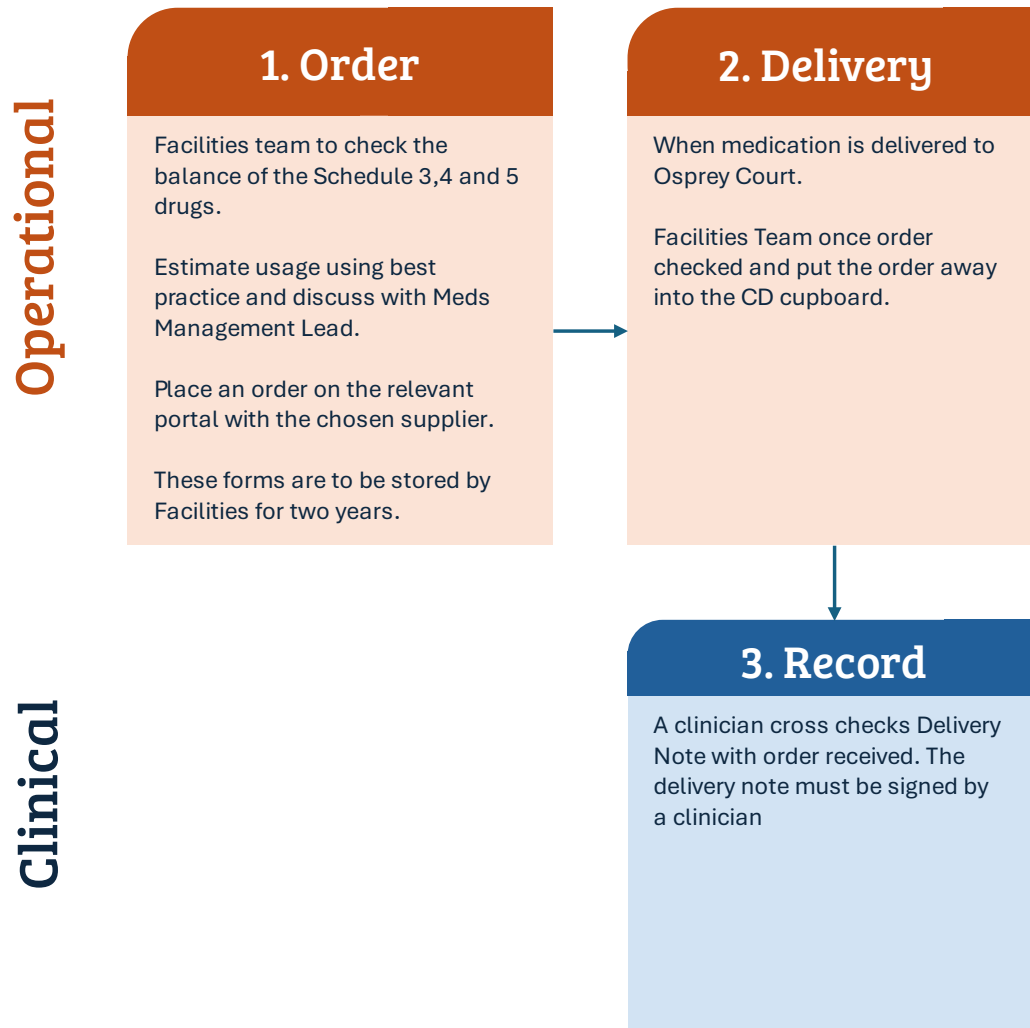 Operational
1. Order
Facilities team to check the
balance of the Schedule 3,4 and 5
drugs.
Estimate usage using best
practice and discuss with Meds
Management Lead.
Place an order on the relevant
portal with the chosen supplier.
These forms are to be stored by
Facilities for two years.
2. Delivery
When medication is delivered to
Osprey Court.
Facilities Team once order
checked and put the order away
into the CD cupboard.
Clinical
3. Record
A clinician cross checks Delivery
Note with order received. The
delivery note must be signed by
a clinician